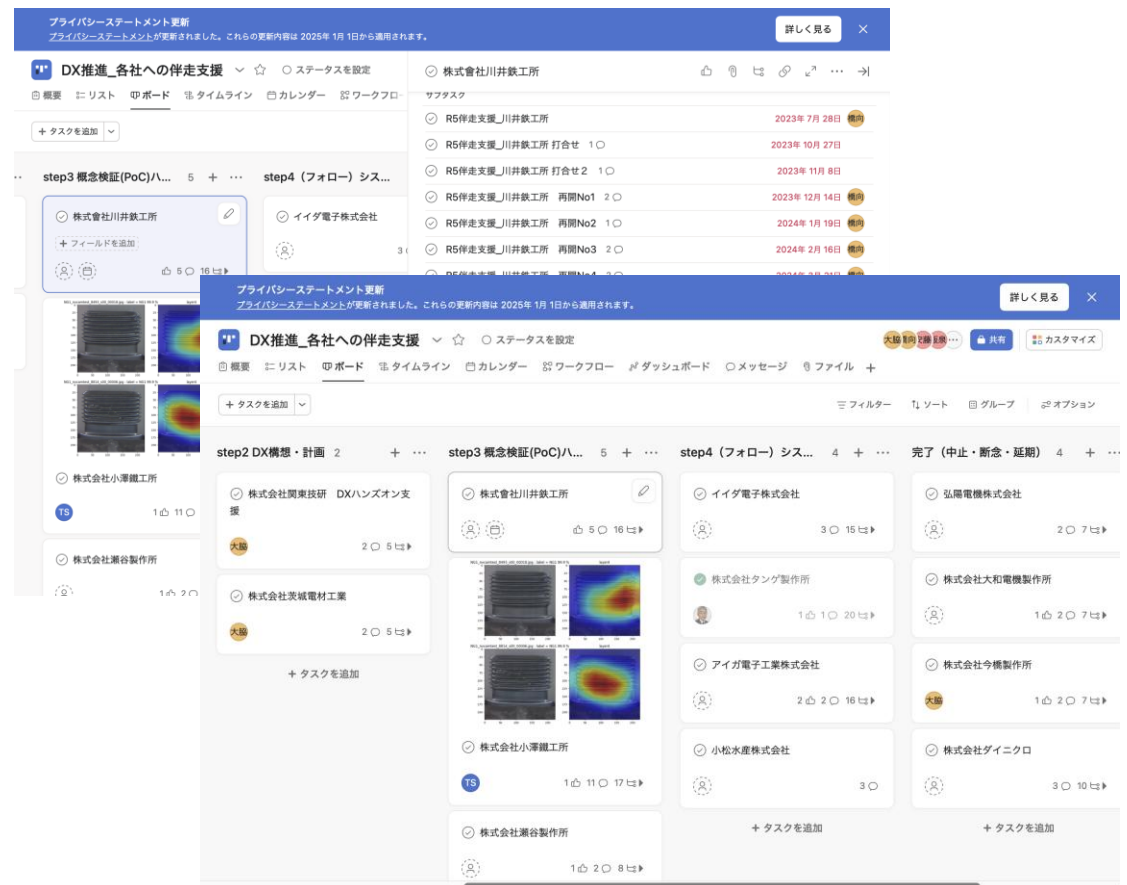 プライバシーステートメント更新
プライバシーステートメントが更新されました。これらの更新内容は 2025年 1月 1日から適用されます。
詳しく見る
DX推進_各社への伴走支援
ステータスを設定
概要 リスト ボード タイムライン カレンダー ワークフロ
+ タスクを追加
step3 概念検証(PoC)ハ... 5 + ...
step4（フォロー）シス...
株式會社川井鉄工所
+ フィールドを追加
5 16
イイダ電子株式会社
3
株式会社小澤鐵工所
TS
1 11
株式会社瀬谷製作所
1 2
株式會社川井鉄工所
サブタスク
R5伴走支援_川井鉄工所 2023年 7月 28日 橋向
R5伴走支援_川井鉄工所 打合せ 1 2023年 10月 27日
R5伴走支援_川井鉄工所 打合せ２ 1 2023年 11月 8日
R5伴走支援_川井鉄工所　再開No1 2 2023年 12月 14日 橋向
R5伴走支援_川井鉄工所　再開No2 1 2024年 1月 19日 橋向
R5伴走支援_川井鉄工所　再開No3 2 2024年 2月 16日 橋向
プライバシーステートメント更新
プライバシーステートメントが更新されました。これらの更新内容は 2025年 1月 1日から適用されます。
詳しく見る
DX推進_各社への伴走支援
ステータスを設定
大脇
共有
カスタマイズ
概要 リスト ボード タイムライン カレンダー ワークフロー ダッシュボード メッセージ ファイル +
+ タスクを追加
フィルター ソート グループ オプション
step2 DX構想・計画 2 + ...
株式会社関東技研　DXハンズオン支
援
大脇 2 5
株式会社茨城電材工業
大脇 2 5
+ タスクを追加
step3 概念検証(PoC)ハ... 5 + ...
株式會社川井鉄工所
5 16
株式会社小澤鐵工所
TS 1 11 17
株式会社瀬谷製作所
1 2 8
step4（フォロー）シス... 4 + ...
イイダ電子株式会社
3 15
株式会社タンゲ製作所
1 1 20
アイガ電子工業株式会社
2 2 16
小松水産株式会社
3
+ タスクを追加
完了（中止・断念・延期） 4 + ...
弘陽電機株式会社
2 7
株式会社大和電機製作所
1 2 7
株式会社今橋製作所
大脇 1 2 7
株式会社ダイニクロ
3 10
+ タスクを追加